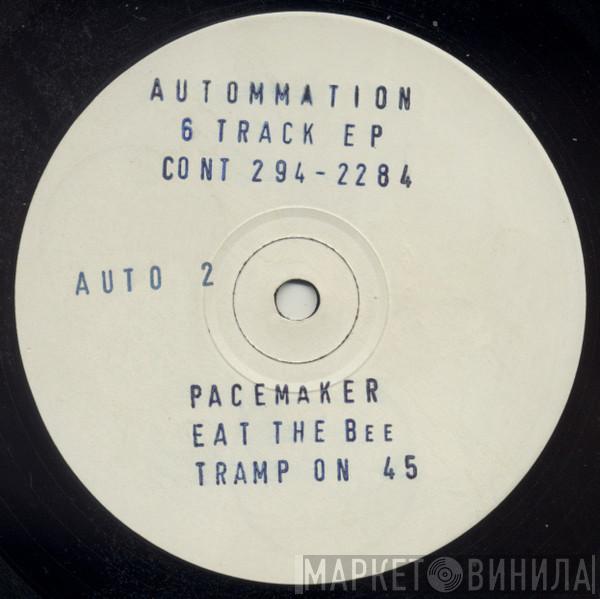 AUTOMMATION
6 TRACK EP
CONT 294-2284
AUTO 2
PACEMAKER
EAT THE BEE
TRAMP ON 45
МАРКЕТ ВИНИЛА